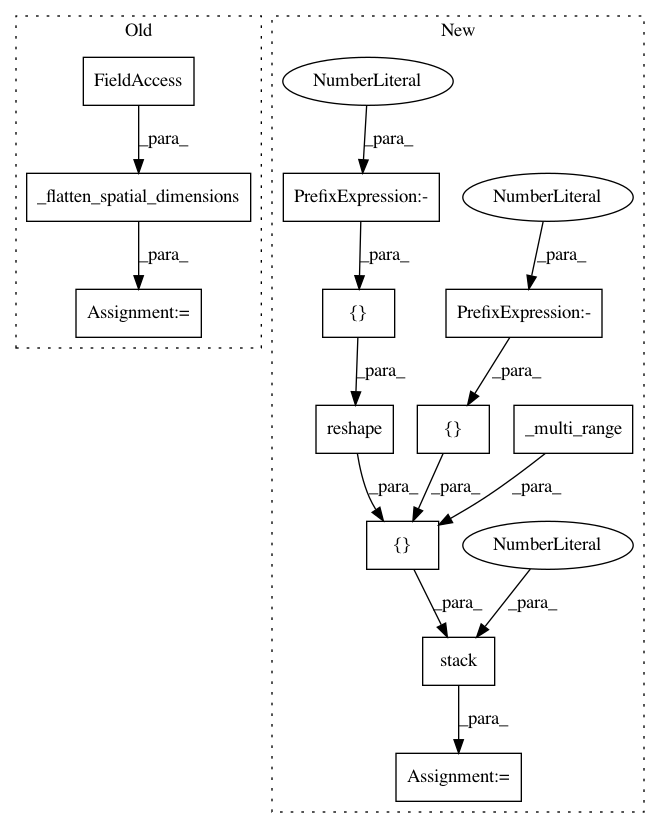 Old
New
FieldAccess
NumberLiteral
_para_
_para_
_flatten_spatial_dimensions
PrefixExpression:-
NumberLiteral
_para_
_para_
_para_
Assignment:=
{}
PrefixExpression:-
_para_
_para_
reshape
{}
_multi_range
_para_
_para_
_para_
{}
NumberLiteral
_para_
_para_
stack
_para_
Assignment:=